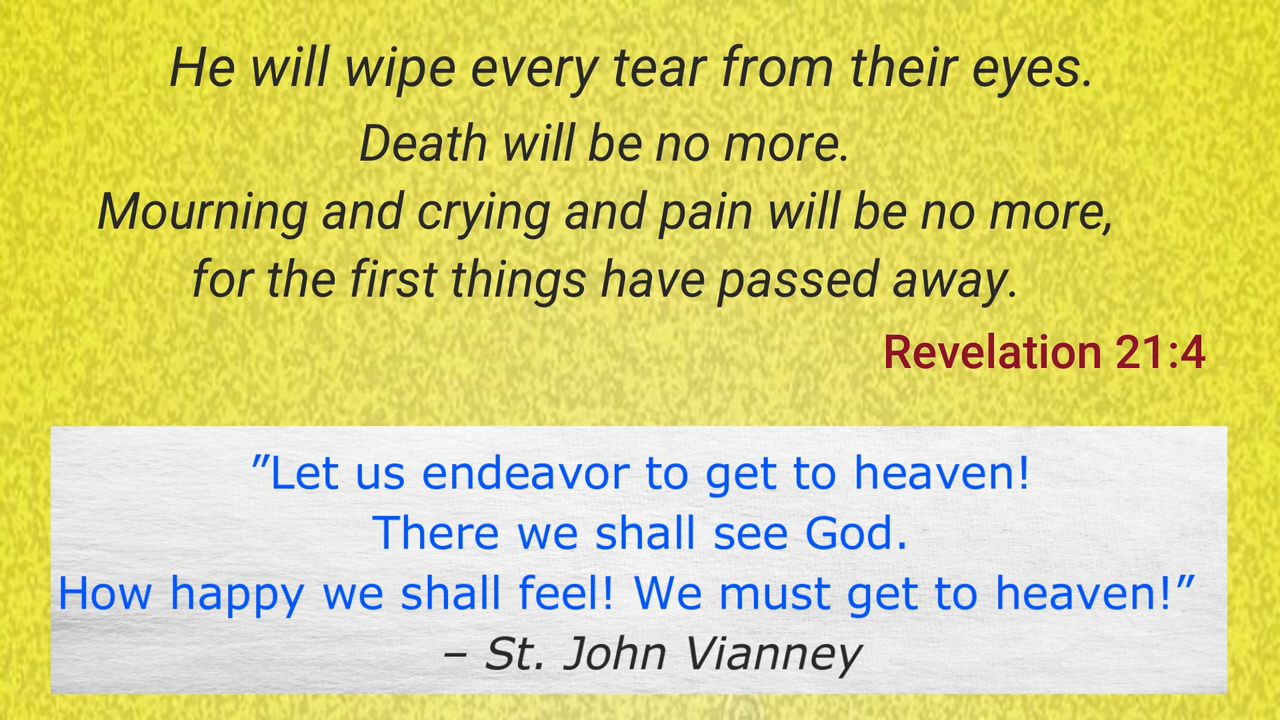 He will wipe every tear from their eyes.
Death will be no more.
Mourning and crying and pain will be no more,
for the first things have passed away.
Revelation 21:4
”Let us endeavor to get to heaven!
There we shall see God.
How happy we shall feel! We must get to heaven!”
– St. John Vianney